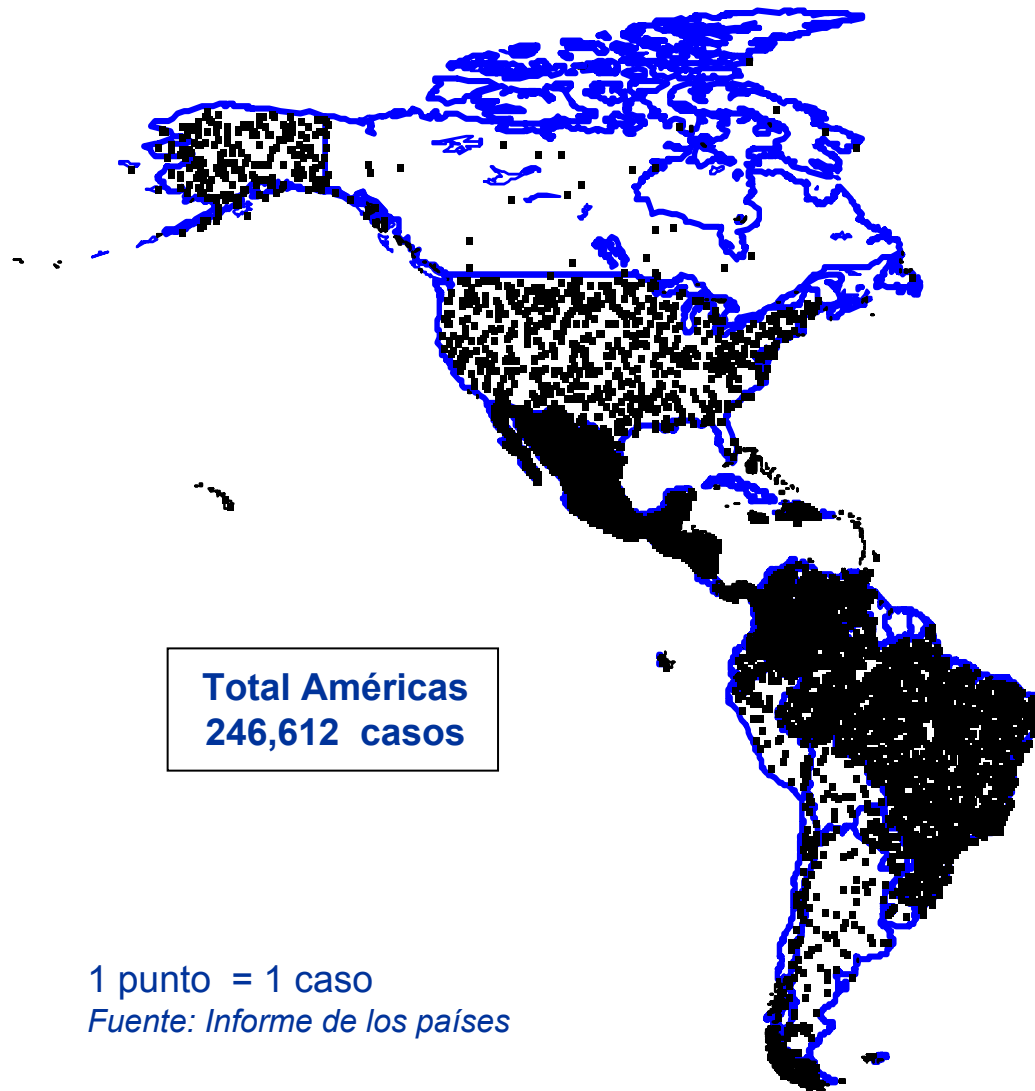 Total Américas
246,612 casos
1 punto = 1 caso
Fuente: Informe de los países